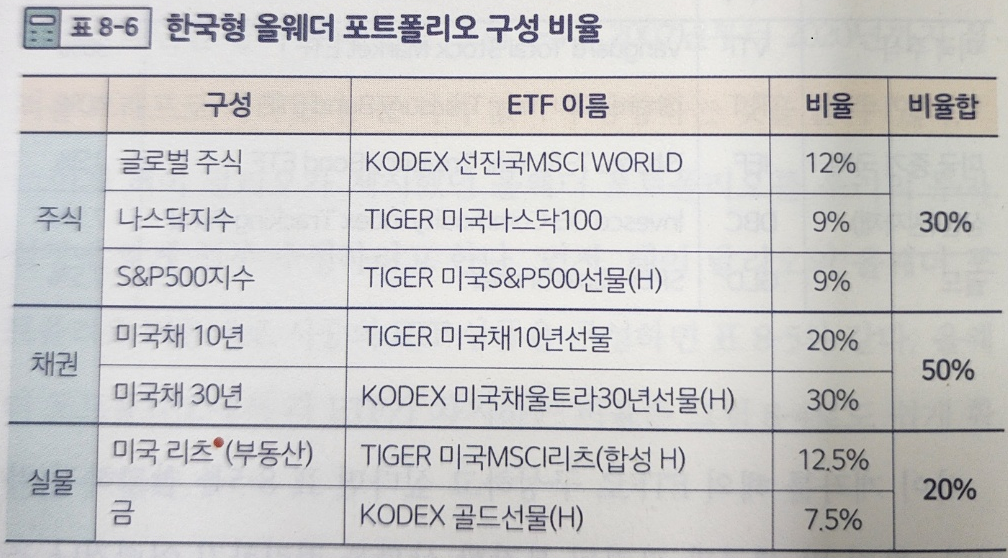 표 8-6 한국형 올웨더 포트폴리오 구성 비율
구성 ETF 이름 비율 비율합
글로벌 주식 KODEX 선진국MSCI WORLD 12%
주식 나스닥지수 TIGER 미국나스닥100 9% 30%
S&P500지수 TIGER 미국S&P500선물(H) 9%
미국채 10년 TIGER 미국채10년선물 20%
채권 50%
미국채 30년 KODEX 미국채울트라30년선물(H) 30%
미국 리츠•(부동산) TIGER 미국MSCI리츠(합성 H) 12.5%
실물 20%
금 KODEX 골드선물(H) 7.5%